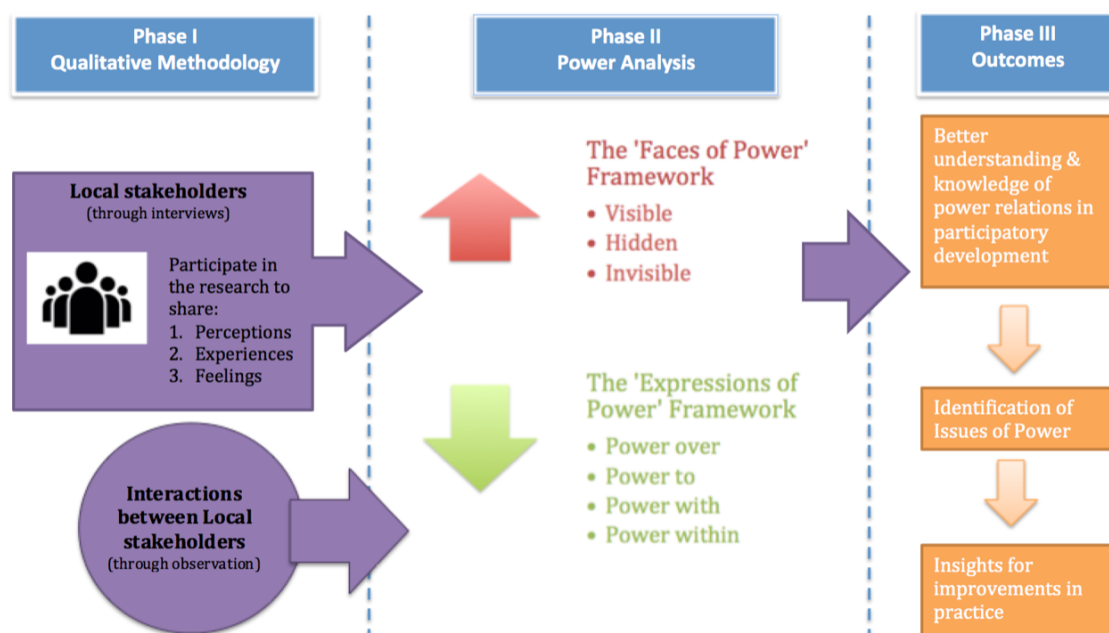 Phase I
Qualitative Methodology
Phase II
Power Analysis
Phase III
Outcomes
Local stakeholders
(through interviews)
Participate in
the research to
share:
1. Perceptions
2. Experiences
3. Feelings
Interactions
between Local
stakeholders
(through observation)
The 'Faces of Power'
Framework
• Visible
• Hidden
• Invisible
The 'Expressions of
Power' Framework
• Power over
• Power to
• Power with
• Power within
Better
understanding &
knowledge of
power relations in
participatory
development
Identification of
Issues of Power
Insights for
improvements in
practice